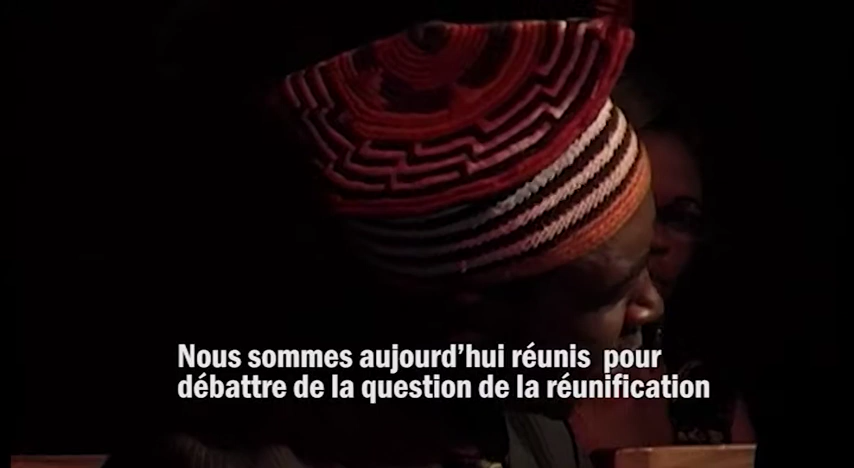 Nous sommes aujourd’hui réunis  pour
débattre de la question de la réunification